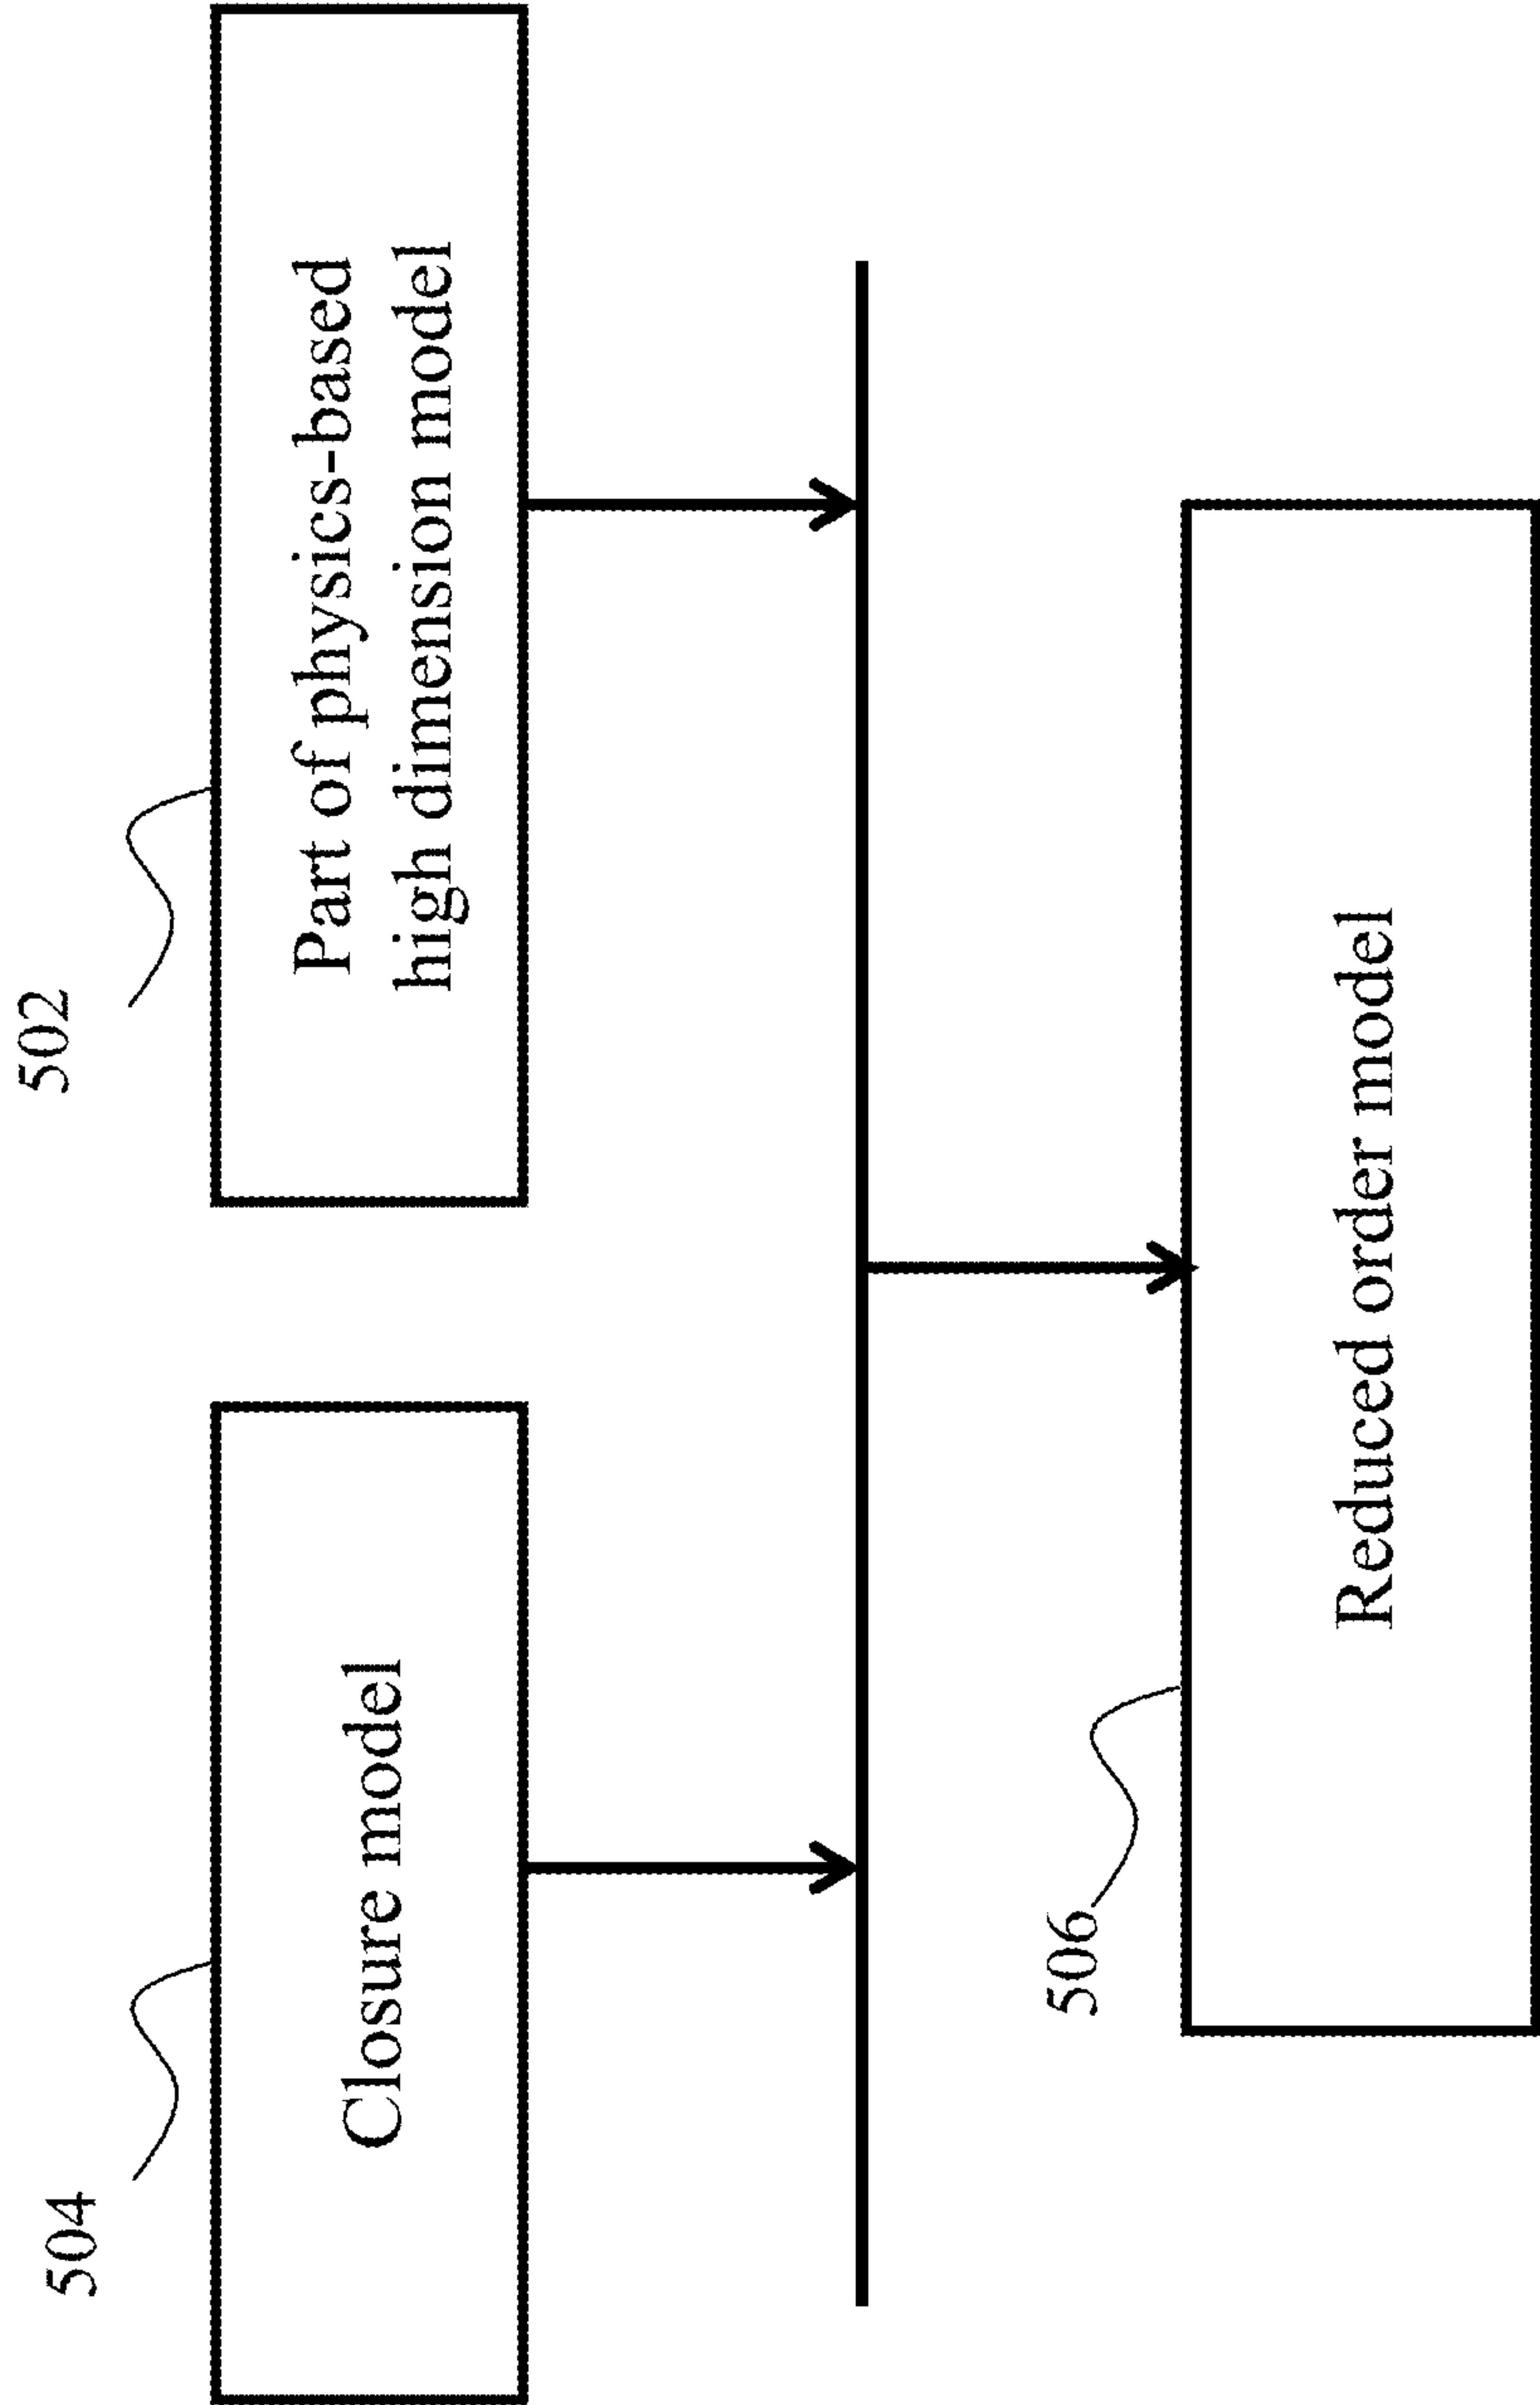 504
Closure model
502
Part of physics-based
high dimension model
506
Reduced order model